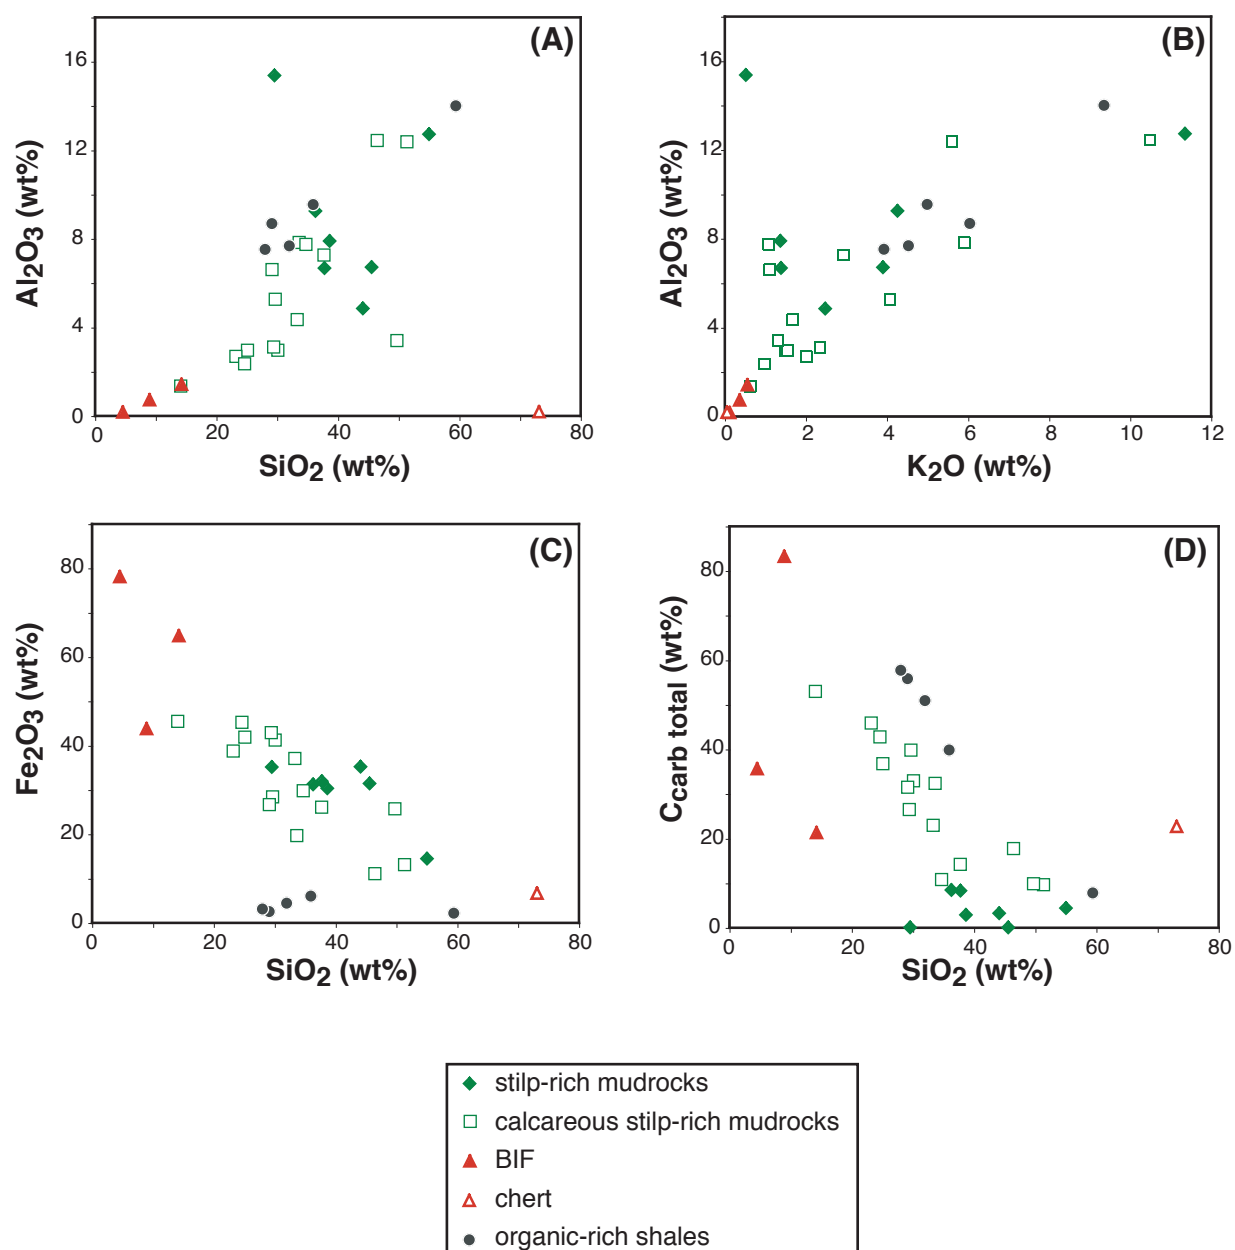 (A)
16
12
8
4
0
Al2O3 (wt%)
0 20 40 60 80
SiO2 (wt%)
(B)
16
12
8
4
0
Al2O3 (wt%)
0 2 4 6 8 10 12
K2O (wt%)
(C)
80
60
40
20
0
Fe2O3 (wt%)
0 20 40 60 80
SiO2 (wt%)
(D)
80
60
40
20
0
Ccarb total (wt%)
0 20 40 60 80
SiO2 (wt%)
stilp-rich mudrocks
calcareous stilp-rich mudrocks
BIF
chert
organic-rich shales